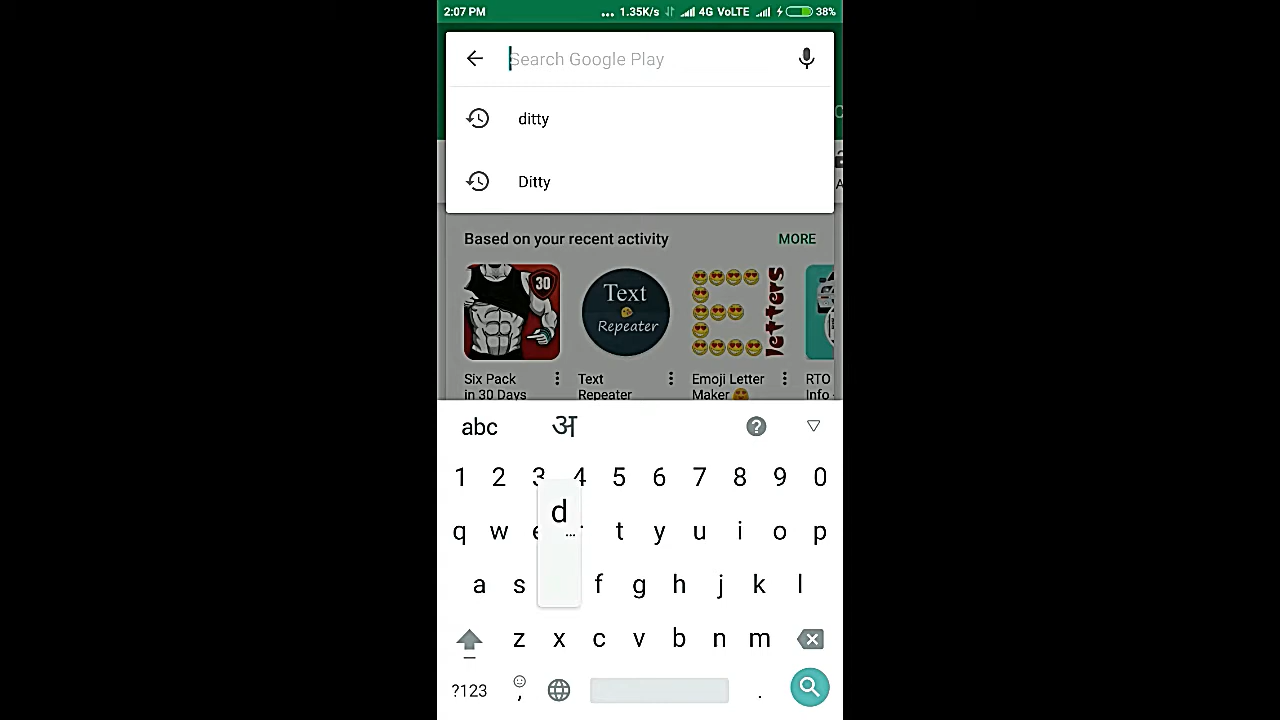 2:07 PM ... 1.35K/s 4G VoLTE 38%
Search Google Play
ditty
Ditty
Based on your recent activity MORE
30
Text
Repeater
E
letters
Six Pack
in 30 Days
Text
Repeater
Emoji Letter
Maker 😍
RTO
Info
abc अ ?
1 2 3 4 5 6 7 8 9 0
d
...
q w e t y u i o p
a s f g h j k l
z x c v b n m
?123 , .